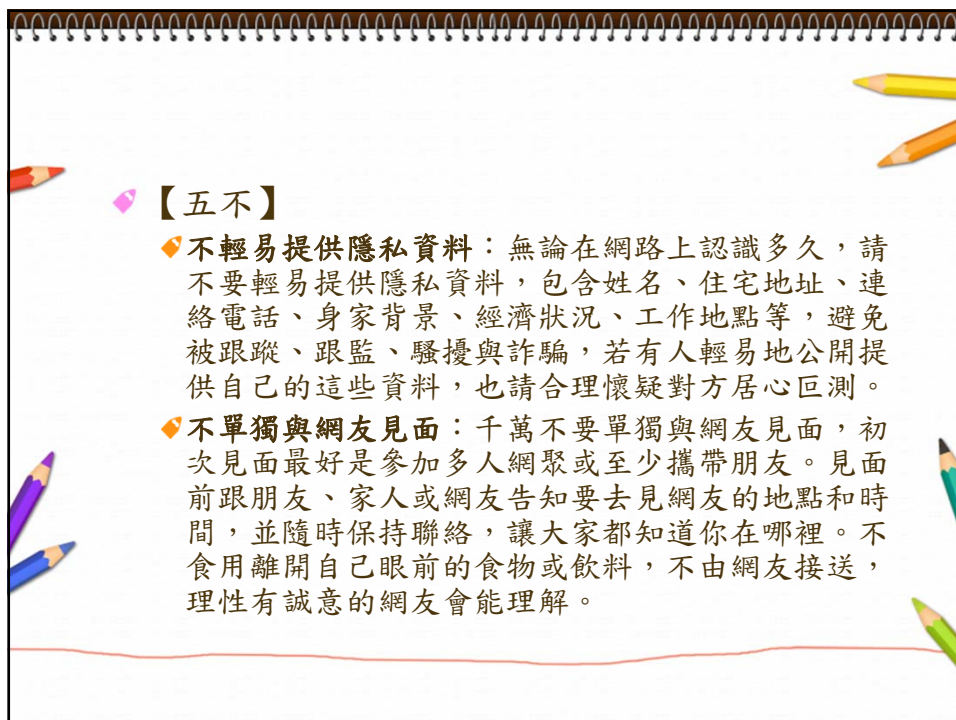 【五不】
不輕易提供隱私資料：無論在網路上認識多久，請
不要輕易提供隱私資料，包含姓名、住宅地址、連
絡電話、身家背景、經濟狀況、工作地點等，避免
被跟蹤、跟監、騷擾與詐騙，若有人輕易地公開提
供自己的這些資料，也請合理懷疑對方居心叵測。
不單獨與網友見面：千萬不要單獨與網友見面，初
次見面最好是參加多人網聚或至少攜帶朋友。見面
前跟朋友、家人或網友告知要去見網友的地點和時
間，並隨時保持聯絡，讓大家都知道你在哪裡。不
食用離開自己眼前的食物或飲料，不由網友接送，
理性有誠意的網友會能理解。